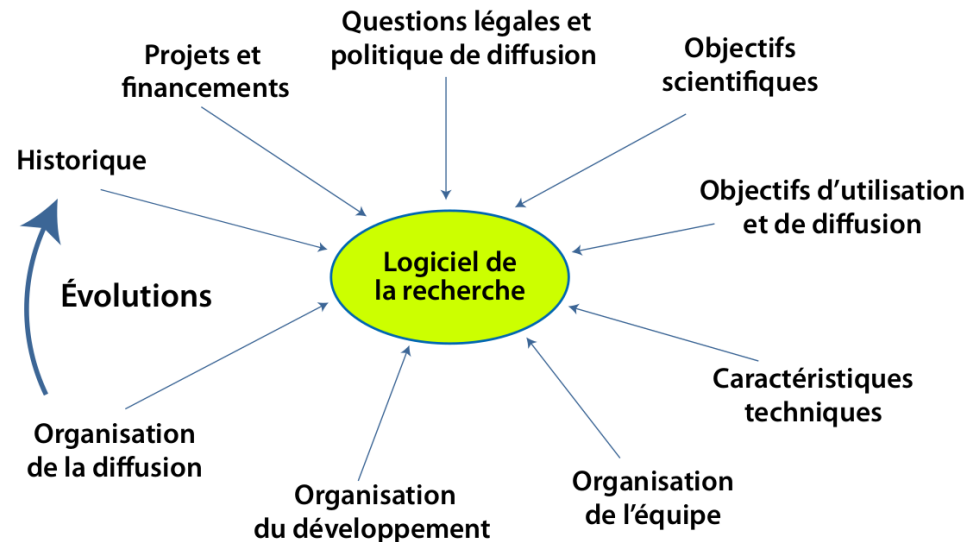 Questions légales et
politique de diffusion
Projets et
financements
Objectifs
scientifiques
Historique
Objectifs d’utilisation
et de diffusion
Logiciel de
la recherche
Évolutions
Caractéristiques
techniques
Organisation
de la diffusion
Organisation
du développement
Organisation
de l’équipe